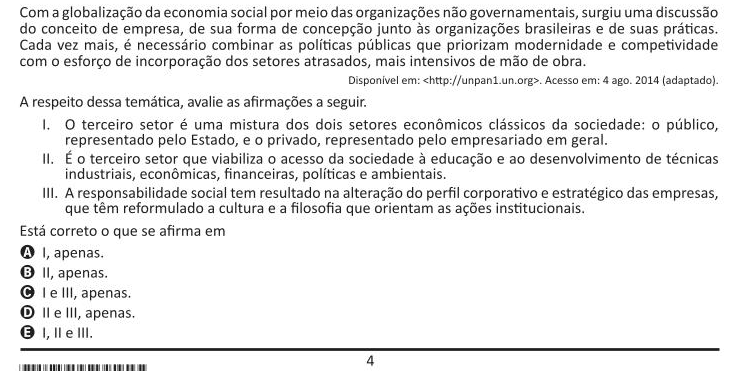 Com a globalização da economia social por meio das organizações não governamentais, surgiu uma discussão
do conceito de empresa, de sua forma de concepção junto às organizações brasileiras e de suas práticas.
Cada vez mais, é necessário combinar as políticas públicas que priorizam modernidade e competividade
com o esforço de incorporação dos setores atrasados, mais intensivos de mão de obra.
Disponível em: <http://unpan1.un.org>. Acesso em: 4 ago. 2014 (adaptado).
A respeito dessa temática, avalie as afirmações a seguir.
I. O terceiro setor é uma mistura dos dois setores econômicos clássicos da sociedade: o público,
representado pelo Estado, e o privado, representado pelo empresariado em geral.
II. É o terceiro setor que viabiliza o acesso da sociedade à educação e ao desenvolvimento de técnicas
industriais, econômicas, financeiras, políticas e ambientais.
III. A responsabilidade social tem resultado na alteração do perfil corporativo e estratégico das empresas,
que têm reformulado a cultura e a filosofia que orientam as ações institucionais.
Está correto o que se afirma em
A I, apenas.
B II, apenas.
C I e III, apenas.
D II e III, apenas.
E I, II e III.
4